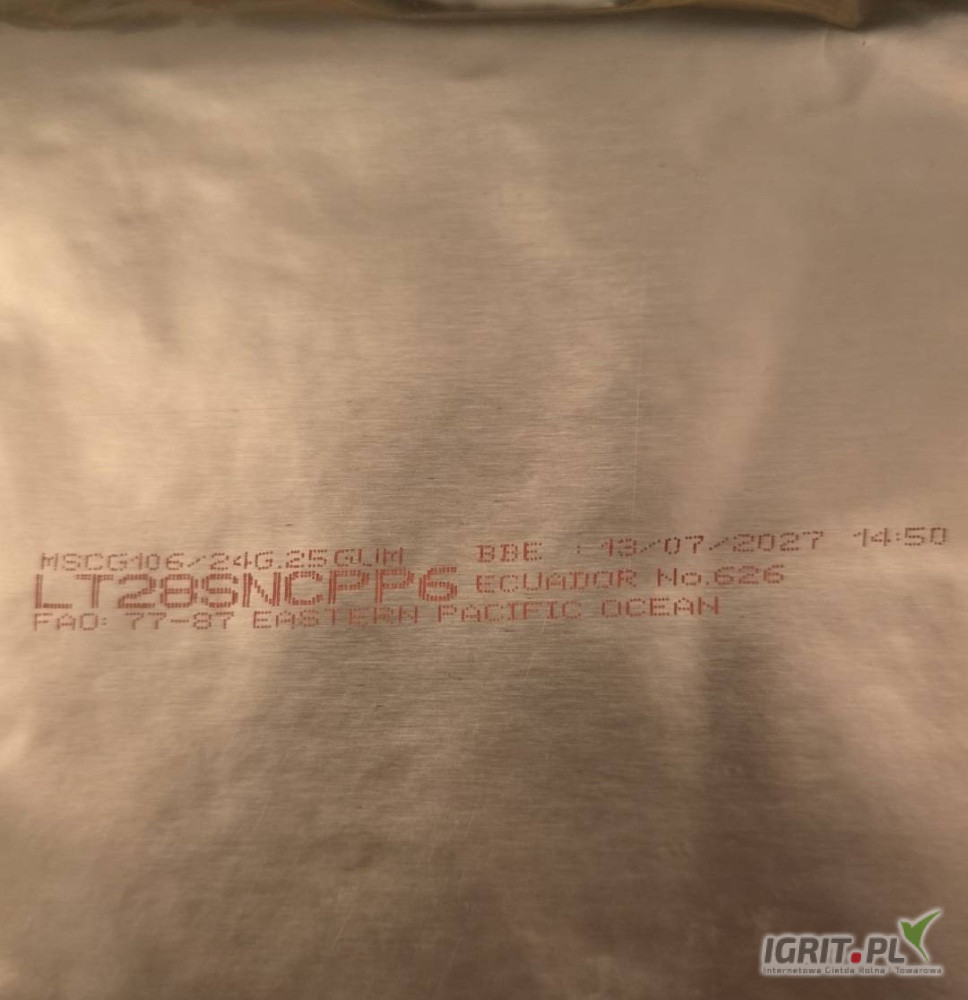 MSCG106/24G.25GUM BBE : 13/07/2027 14:50
LT28SNCPP6 ECUADOR No.626
FAO: 77-87 EASTERN PACIFIC OCEAN
IGRIT.PL
Internetowa Giełda Rolna i Towarowa